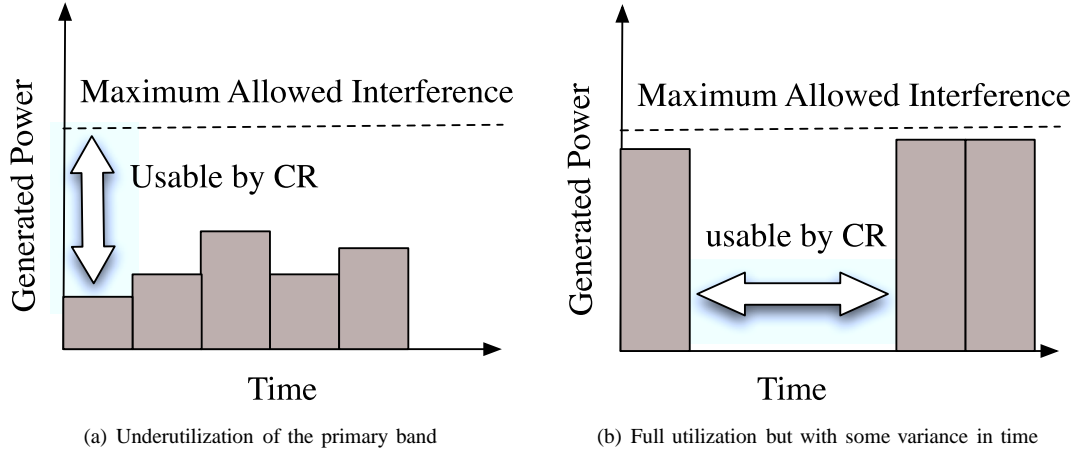 Generated Power
Maximum Allowed Interference
Usable by CR
Time
(a) Underutilization of the primary band
Generated Power
Maximum Allowed Interference
usable by CR
Time
(b) Full utilization but with some variance in time